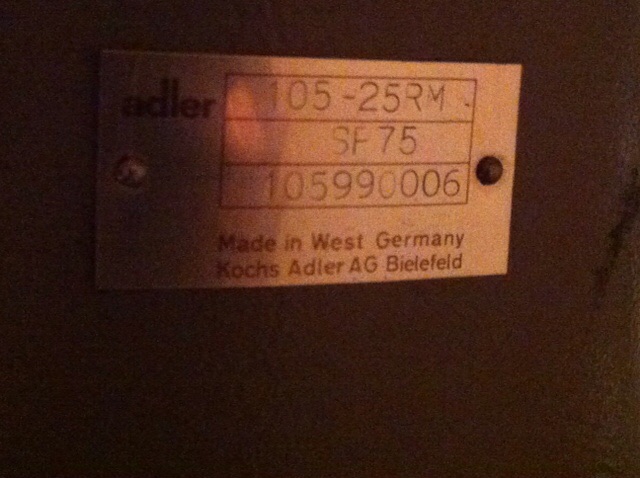 adler 105-25RM
SF75
105990006
Made in West Germany
Kochs Adler AG Bielefeld